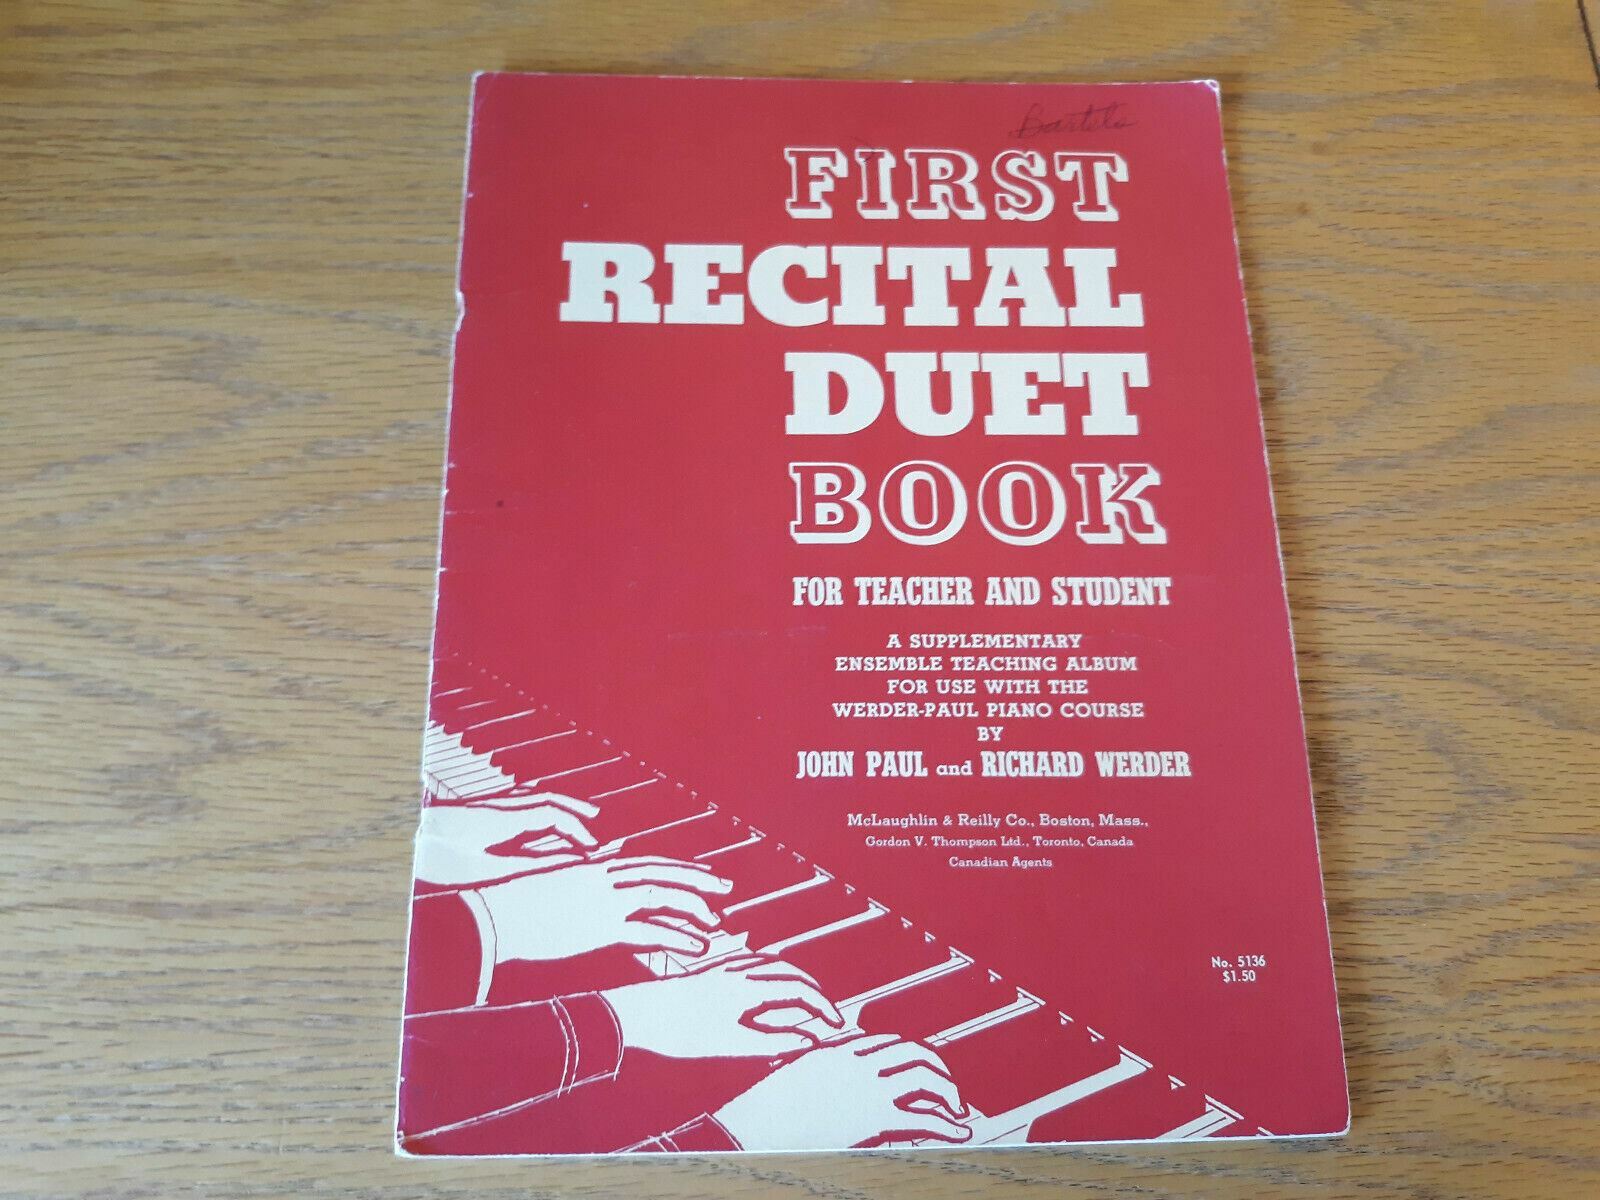 Bartels
FIRST
RECITAL
DUET
BOOK
FOR TEACHER AND STUDENT
A SUPPLEMENTARY
ENSEMBLE TEACHING ALBUM
FOR USE WITH THE
WERDER-PAUL PIANO COURSE
BY
JOHN PAUL and RICHARD WERDER
McLaughlin & Reilly Co., Boston, Mass.,
Gordon V. Thompson Ltd., Toronto, Canada
Canadian Agents
No. 5136
$1.50